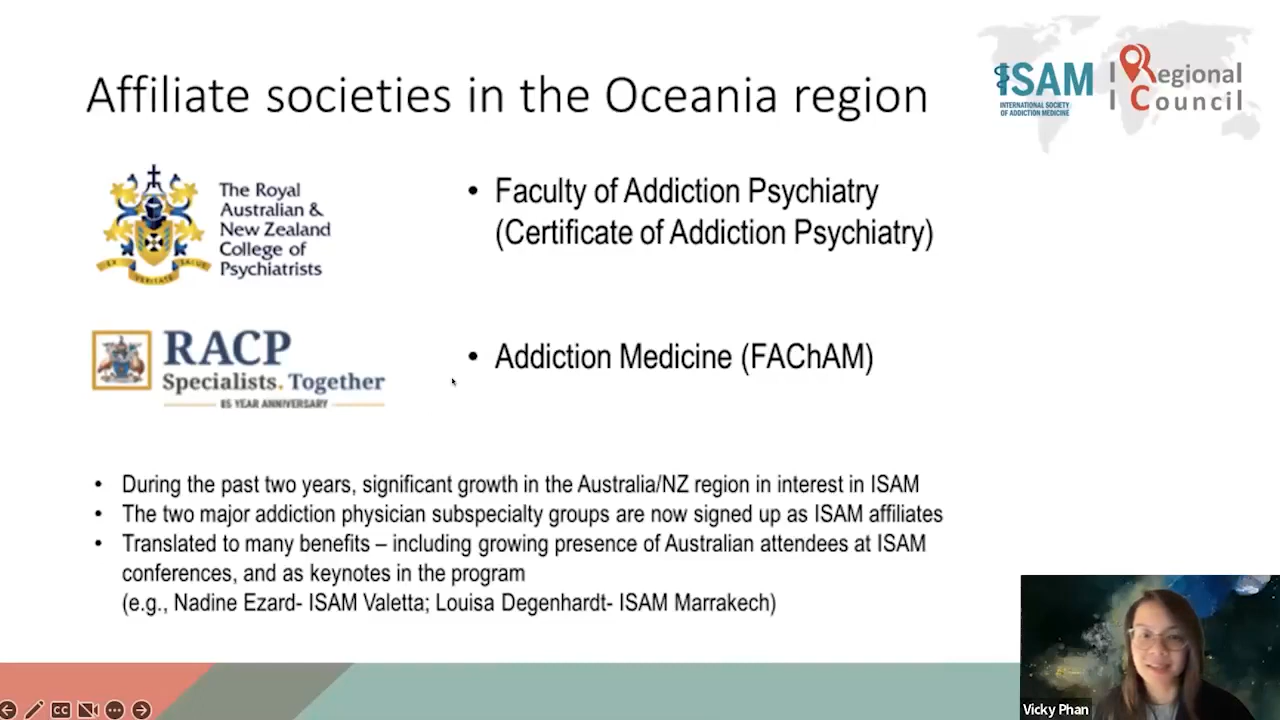 Affiliate societies in the Oceania region
ISAM
INTERNATIONAL SOCIETY
OF ADDICTION MEDICINE
Regional
Council
The Royal
Australian &
New Zealand
College of
Psychiatrists
EX VERITATE SALUS
• Faculty of Addiction Psychiatry
(Certificate of Addiction Psychiatry)
RACP
Specialists. Together
85 YEAR ANNIVERSARY
• Addiction Medicine (FAChAM)
• During the past two years, significant growth in the Australia/NZ region in interest in ISAM
• The two major addiction physician subspecialty groups are now signed up as ISAM affiliates
• Translated to many benefits – including growing presence of Australian attendees at ISAM
conferences, and as keynotes in the program
(e.g., Nadine Ezard- ISAM Valetta; Louisa Degenhardt- ISAM Marrakech)
CC
Vicky Phan